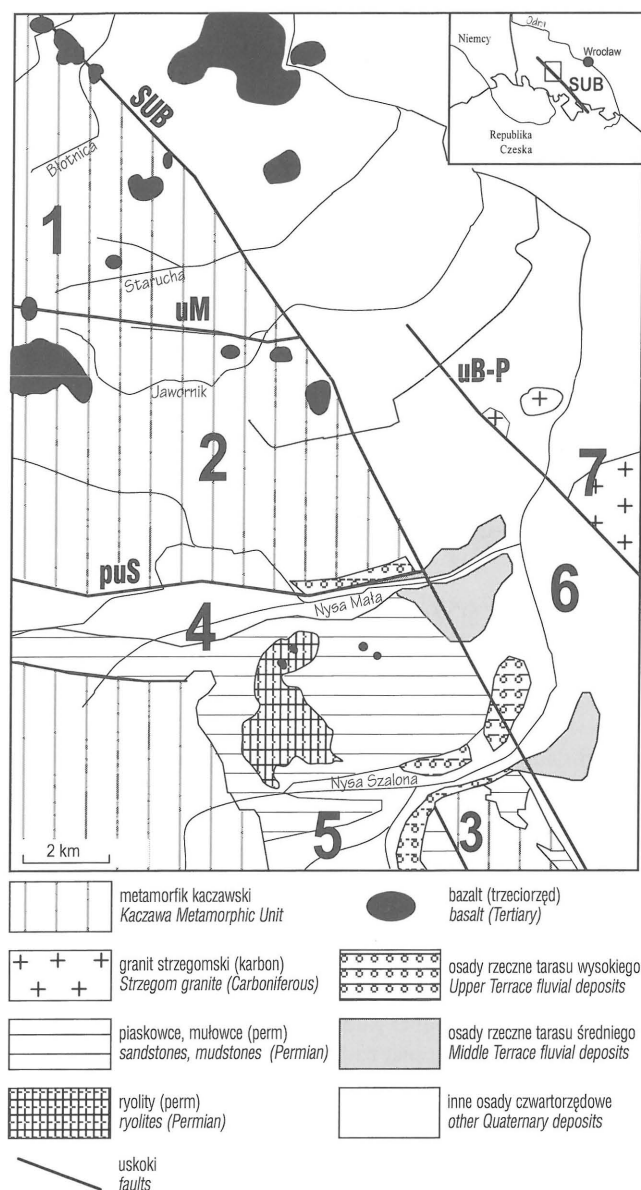 Odra
Niemcy
Wrocław
SUB
Republika
Czeska
SUB
Błotnica
1
Starucha
uM
Jawornik
uB-P
2
7
puS
6
Nysa Mała
4
Nysa Szalona
5
3
2 km
metamorfik kaczawski
Kaczawa Metamorphic Unit
bazalt (trzeciorzęd)
basalt (Tertiary)
granit strzegomski (karbon)
Strzegom granite (Carboniferous)
osady rzeczne tarasu wysokiego
Upper Terrace fluvial deposits
piaskowce, mułowce (perm)
sandstones, mudstones (Permian)
osady rzeczne tarasu średniego
Middle Terrace fluvial deposits
ryolity (perm)
ryolites (Permian)
inne osady czwartorzędowe
other Quaternary deposits
uskoki
faults